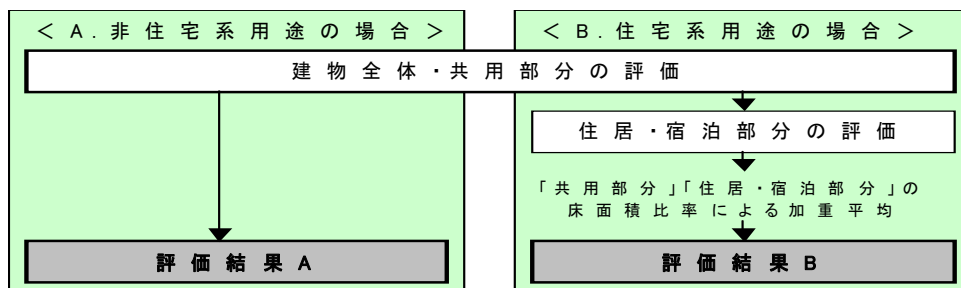 ＜A.非住宅系用途の場合＞
＜B.住宅系用途の場合＞
建物全体・共用部分の評価
住居・宿泊部分の評価
「共用部分」「住居・宿泊部分」の
床面積比率による加重平均
評価結果A
評価結果B